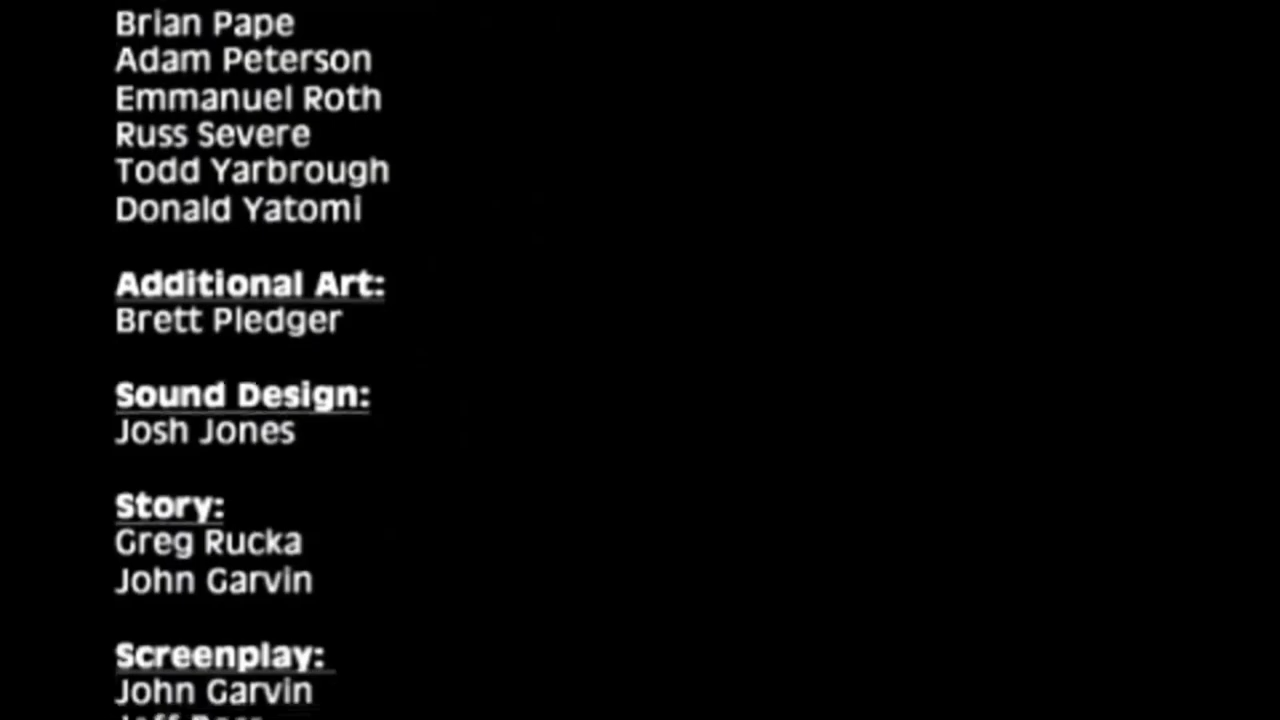 Brian Pape
Adam Peterson
Emmanuel Roth
Russ Severe
Todd Yarbrough
Donald Yatomi
Additional Art:
Brett Pledger
Sound Design:
Josh Jones
Story:
Greg Rucka
John Garvin
Screenplay:
John Garvin
Jeff